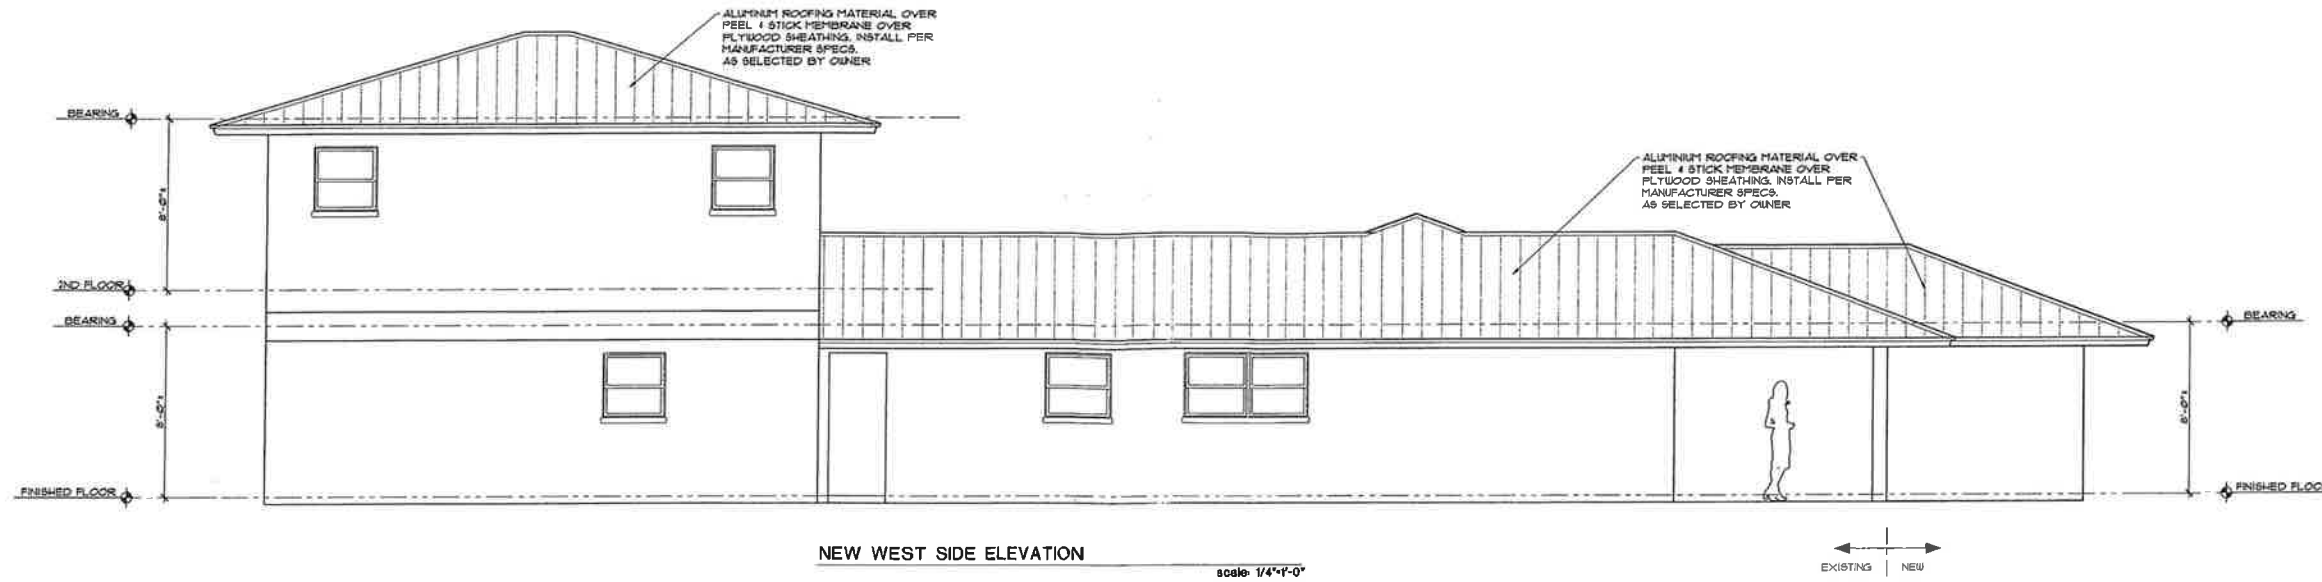 ALUMINUM ROOFING MATERIAL OVER
PEEL & STICK MEMBRANE OVER
PLYWOOD SHEATHING. INSTALL PER
MANUFACTURER SPECS.
AS SELECTED BY OWNER
BEARING
8'-0"±
2ND FLOOR
BEARING
8'-0"±
FINISHED FLOOR
ALUMINIUM ROOFING MATERIAL OVER
PEEL & STICK MEMBRANE OVER
PLYWOOD SHEATHING. INSTALL PER
MANUFACTURER SPECS.
AS SELECTED BY OWNER
BEARING
8'-0"±
FINISHED FLOO
NEW WEST SIDE ELEVATION
scale: 1/4"=1'-0"
EXISTING
NEW